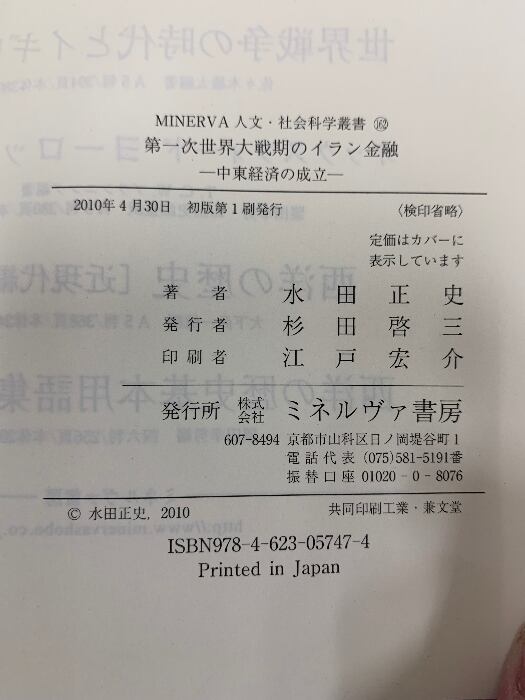 MINERVA 人文・社会科学叢書 162
第一次世界大戦期のイラン金融
―中東経済の成立―
2010年4月30日 初版第1刷発行 〈検印省略〉
定価はカバーに
表示しています
著者 水田正史
発行者 杉田啓三
印刷者 江戸宏介
発行所 株式会社 ミネルヴァ書房
607-8494 京都市山科区日ノ岡堤谷町1
電話代表 (075)581-5191番
振替口座 01020-0-8076
© 水田正史, 2010 共同印刷工業・兼文堂
ISBN978-4-623-05747-4
Printed in Japan